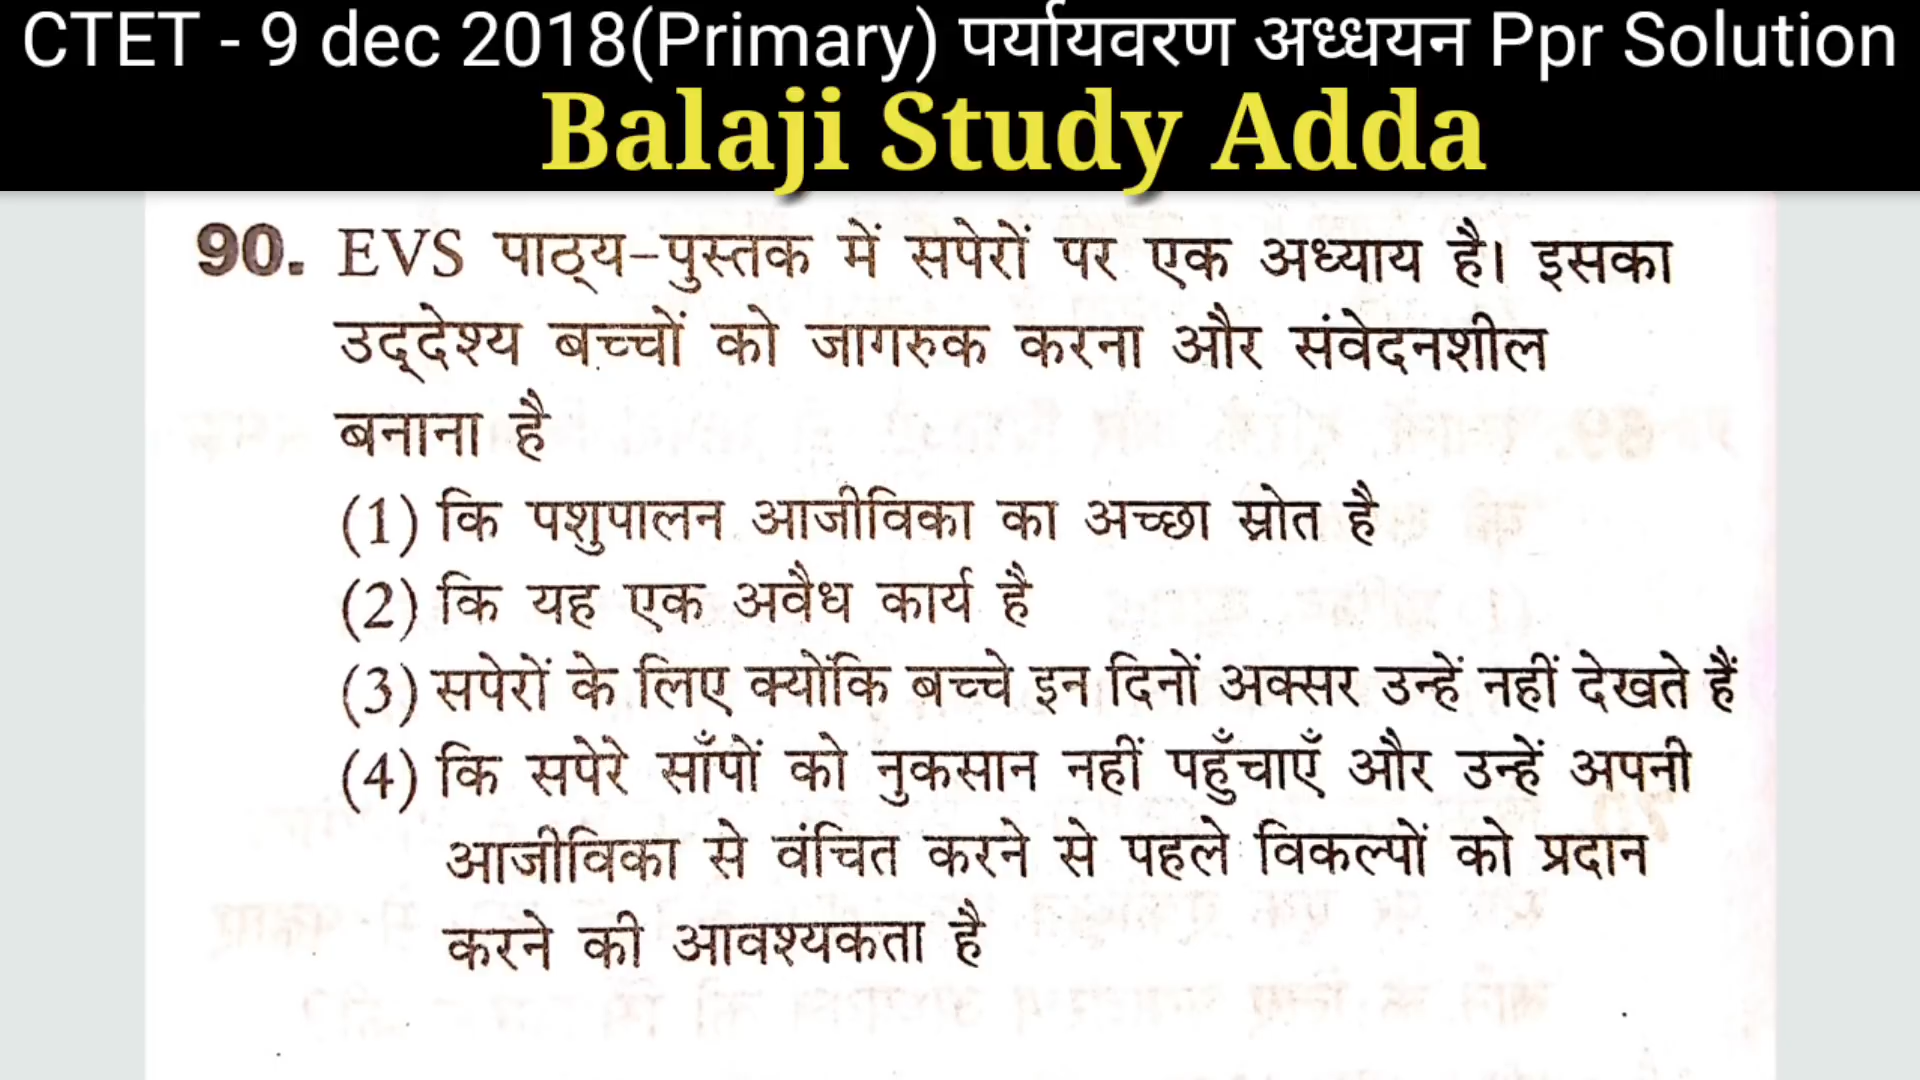 CTET - 9 dec 2018(Primary) पर्यायवरण अध्धयन Ppr Solution
Balaji Study Adda
90. EVS पाठ्य-पुस्तक में सपेरों पर एक अध्याय है। इसका
उद्देश्य बच्चों को जागरुक करना और संवेदनशील
बनाना है
(1) कि पशुपालन आजीविका का अच्छा स्रोत है
(2) कि यह एक अवैध कार्य है
(3) सपेरों के लिए क्योंकि बच्चे इन दिनों अक्सर उन्हें नहीं देखते हैं
(4) कि सपेरे साँपों को नुकसान नहीं पहुँचाएँ और उन्हें अपनी
आजीविका से वंचित करने से पहले विकल्पों को प्रदान
करने की आवश्यकता है